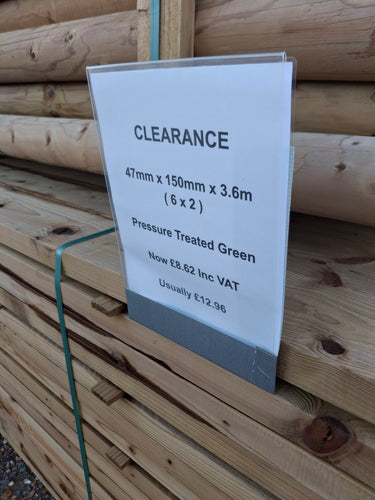 CLEARANCE
47mm x 150mm x 3.6m
( 6 x 2 )
Pressure Treated Green
Now £8.62 Inc VAT
Usually £12.96